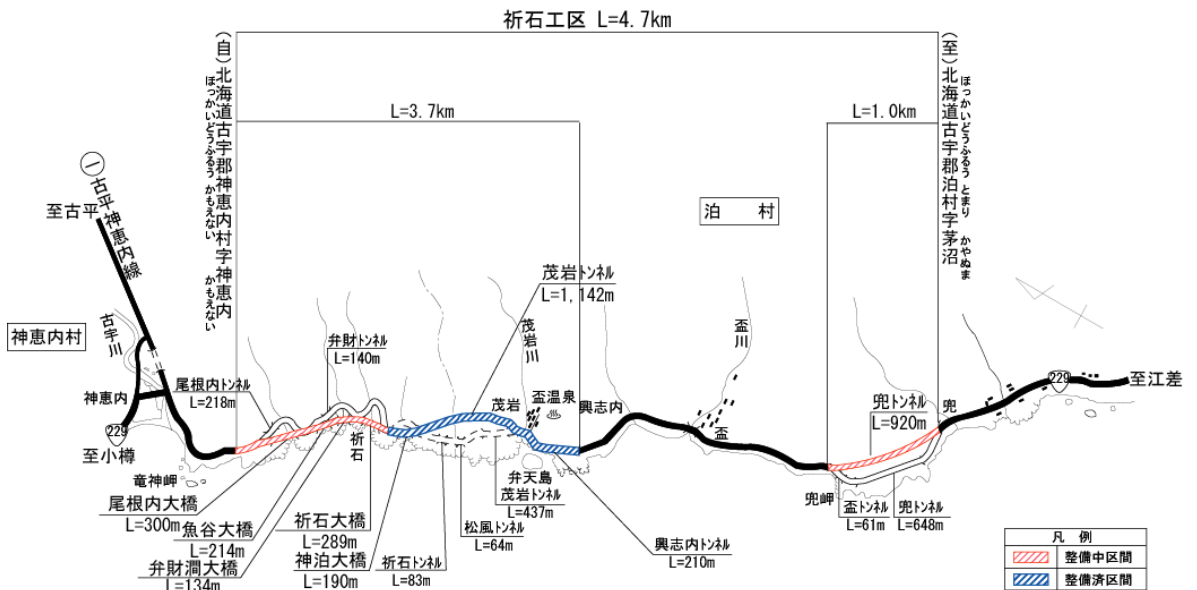 祈石工区 L=4.7km
(自)北海道古宇郡神恵内村字神恵内
ほっかいどうふるう かもえない かもえない
(至)北海道古宇郡泊村字茅沼
ほっかいどうふるう とまり かやぬま
L=3.7km
L=1.0km
一
古平神恵内線
至古平
泊 村
神恵内村
古宇川
神恵内
229
至小樽
竜神岬
尾根内トンネル
L=218m
弁財トンネル
L=140m
茂岩トンネル
L=1,142m
茂岩川
盃温泉
茂岩
祈石
弁天島
興志内
盃川
盃
兜トンネル
L=920m
兜
兜岬
229
至江差
尾根内大橋
L=300m
魚谷大橋
L=214m
弁財澗大橋
L=134m
祈石大橋
L=289m
神泊大橋
L=190m
祈石トンネル
L=83m
松風トンネル
L=64m
茂岩トンネル
L=437m
興志内トンネル
L=210m
盃トンネル
L=61m
兜トンネル
L=648m
凡 例
整備中区間
整備済区間